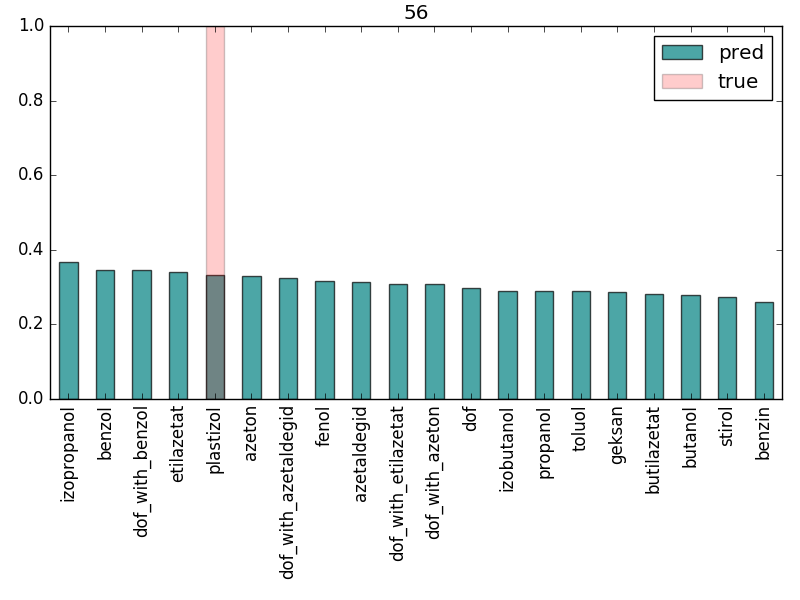 56
1.0
0.8
0.6
0.4
0.2
0.0
pred
true
izopropanol
benzol
dof_with_benzol
etilazetat
plastizol
azeton
dof_with_azetaldegid
fenol
azetaldegid
dof_with_etilazetat
dof_with_azeton
dof
izobutanol
propanol
toluol
geksan
butilazetat
butanol
stirol
benzin